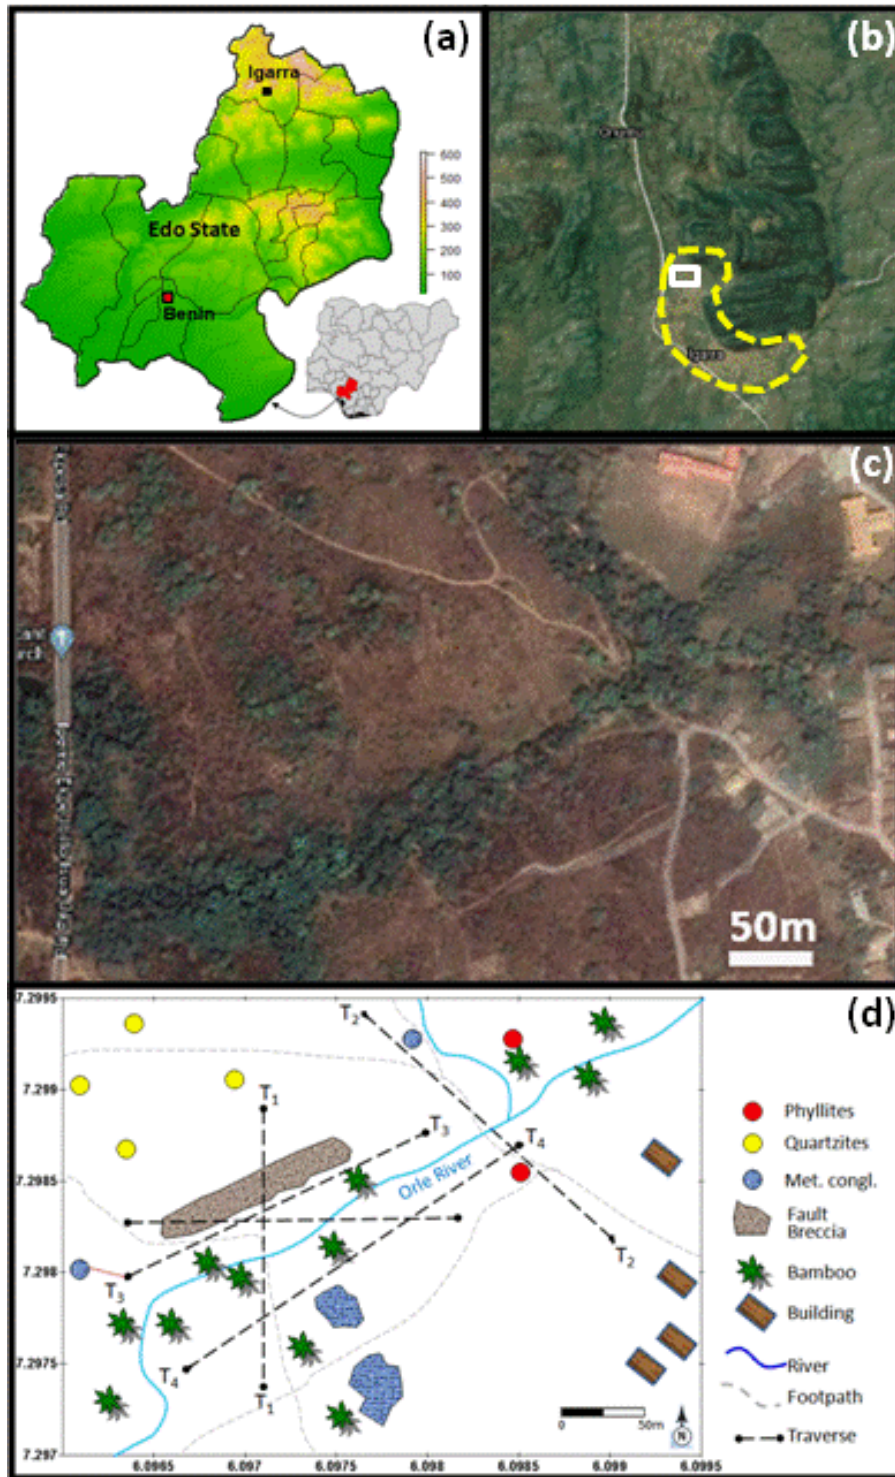 (a)
Igarra
600
500
400
300
200
100
Edo State
Benin
(b)
Igarra
(c)
50m
(d)
7.2995
7.299
7.2985
7.298
7.2975
7.297
6.0965
6.097
6.0975
6.098
6.0985
6.099
6.0995
T2
T1
T3
T4
Orle River
T3
T2
T4
T1
50m
N
Phyllites
Quartzites
Met. congl.
Fault
Breccia
Bamboo
Building
River
Footpath
Traverse